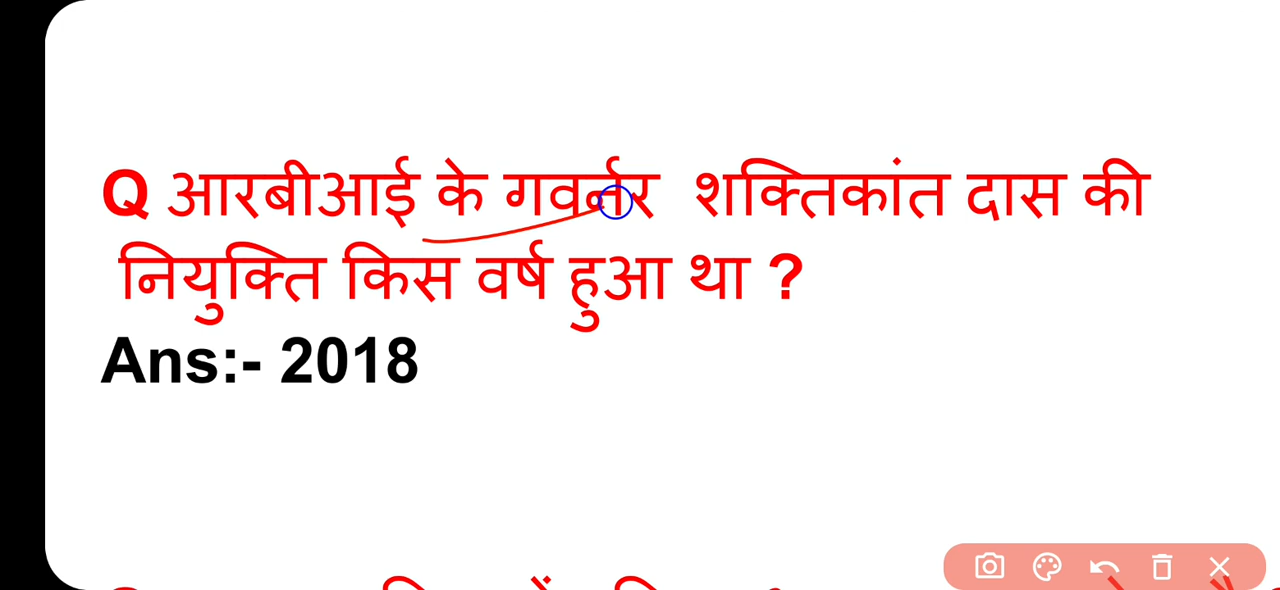 Q आरबीआई के गवर्नर शक्तिकांत दास की
नियुक्ति किस वर्ष हुआ था ?
Ans:- 2018